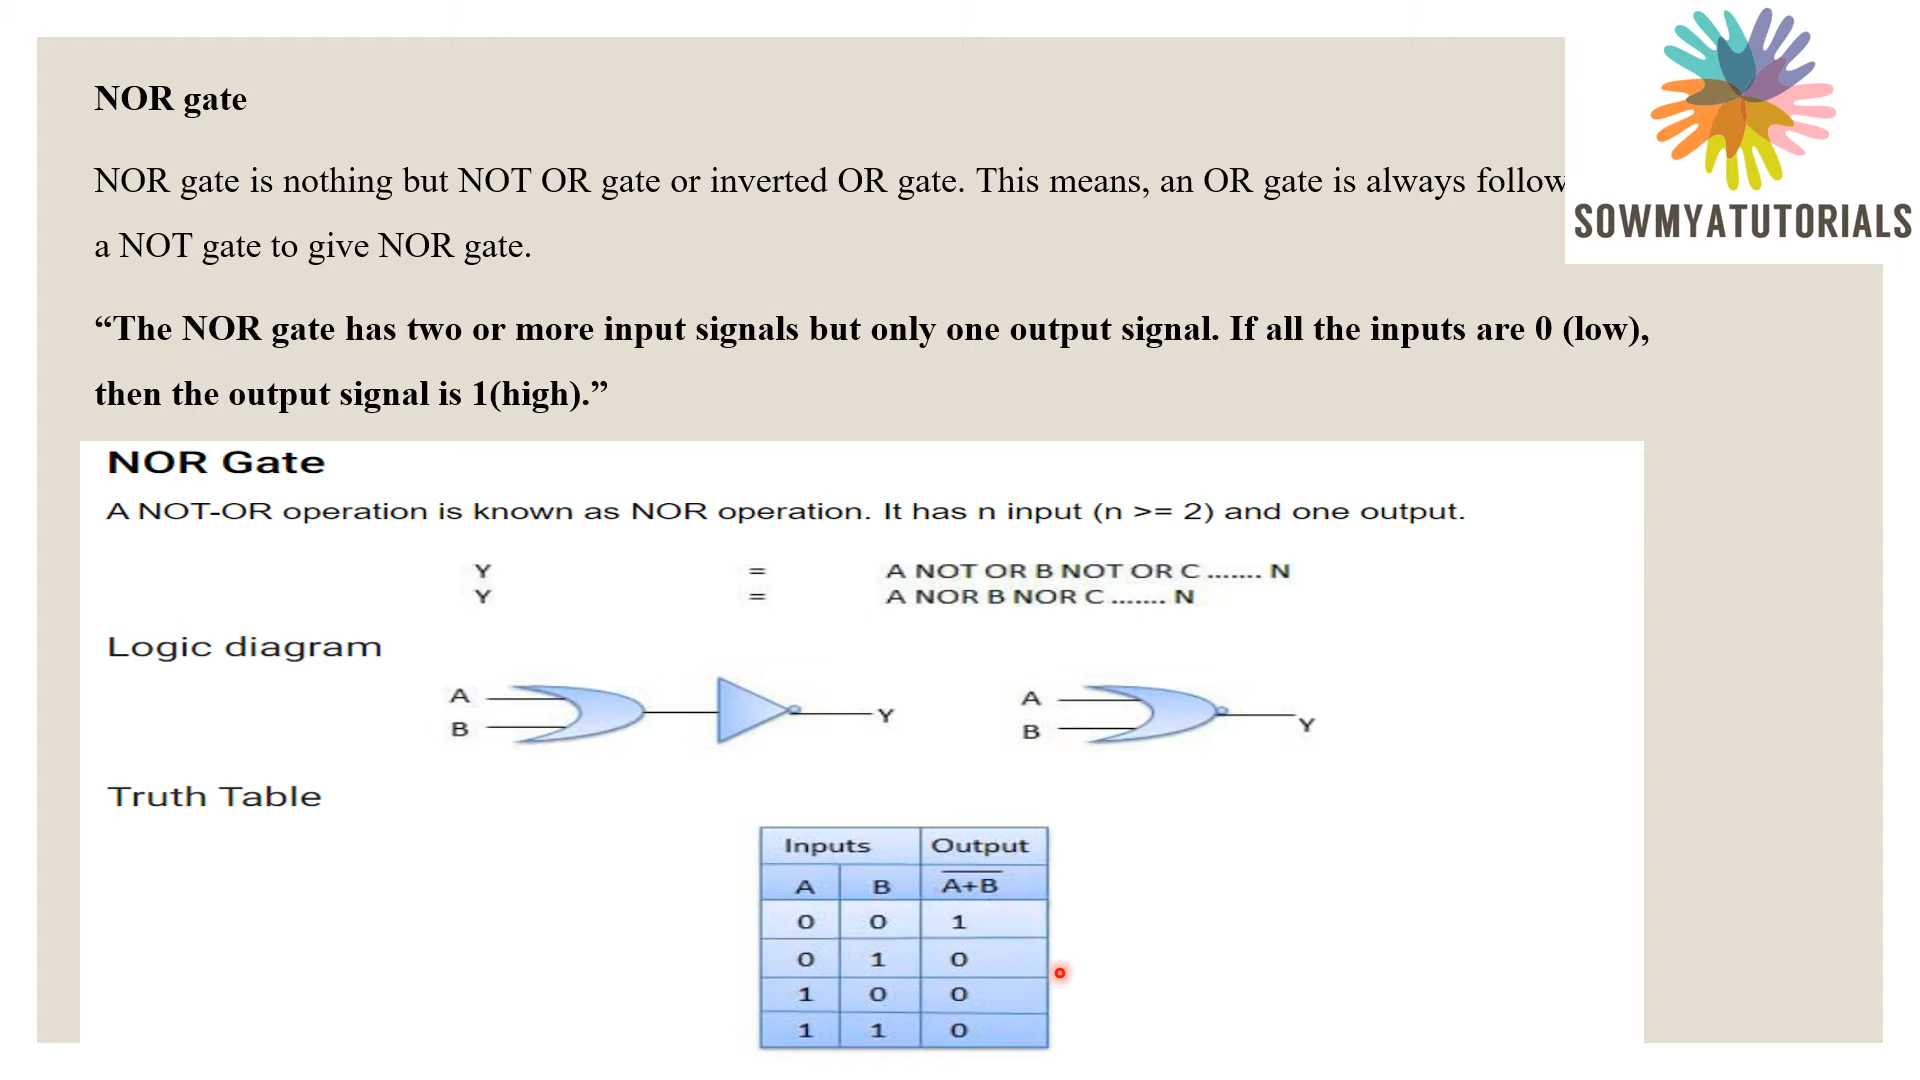 NOR gate
SOWMYATUTORIALS
NOR gate is nothing but NOT OR gate or inverted OR gate. This means, an OR gate is always follow
a NOT gate to give NOR gate.
“The NOR gate has two or more input signals but only one output signal. If all the inputs are 0 (low),
then the output signal is 1(high).”
NOR Gate
A NOT-OR operation is known as NOR operation. It has n input (n >= 2) and one output.
Y = A NOT OR B NOT OR C ....... N
Y = A NOR B NOR C ....... N
Logic diagram
A
B
Y
A
B
Y
Truth Table
Inputs Output
A B A+B
0 0 1
0 1 0
1 0 0
1 1 0